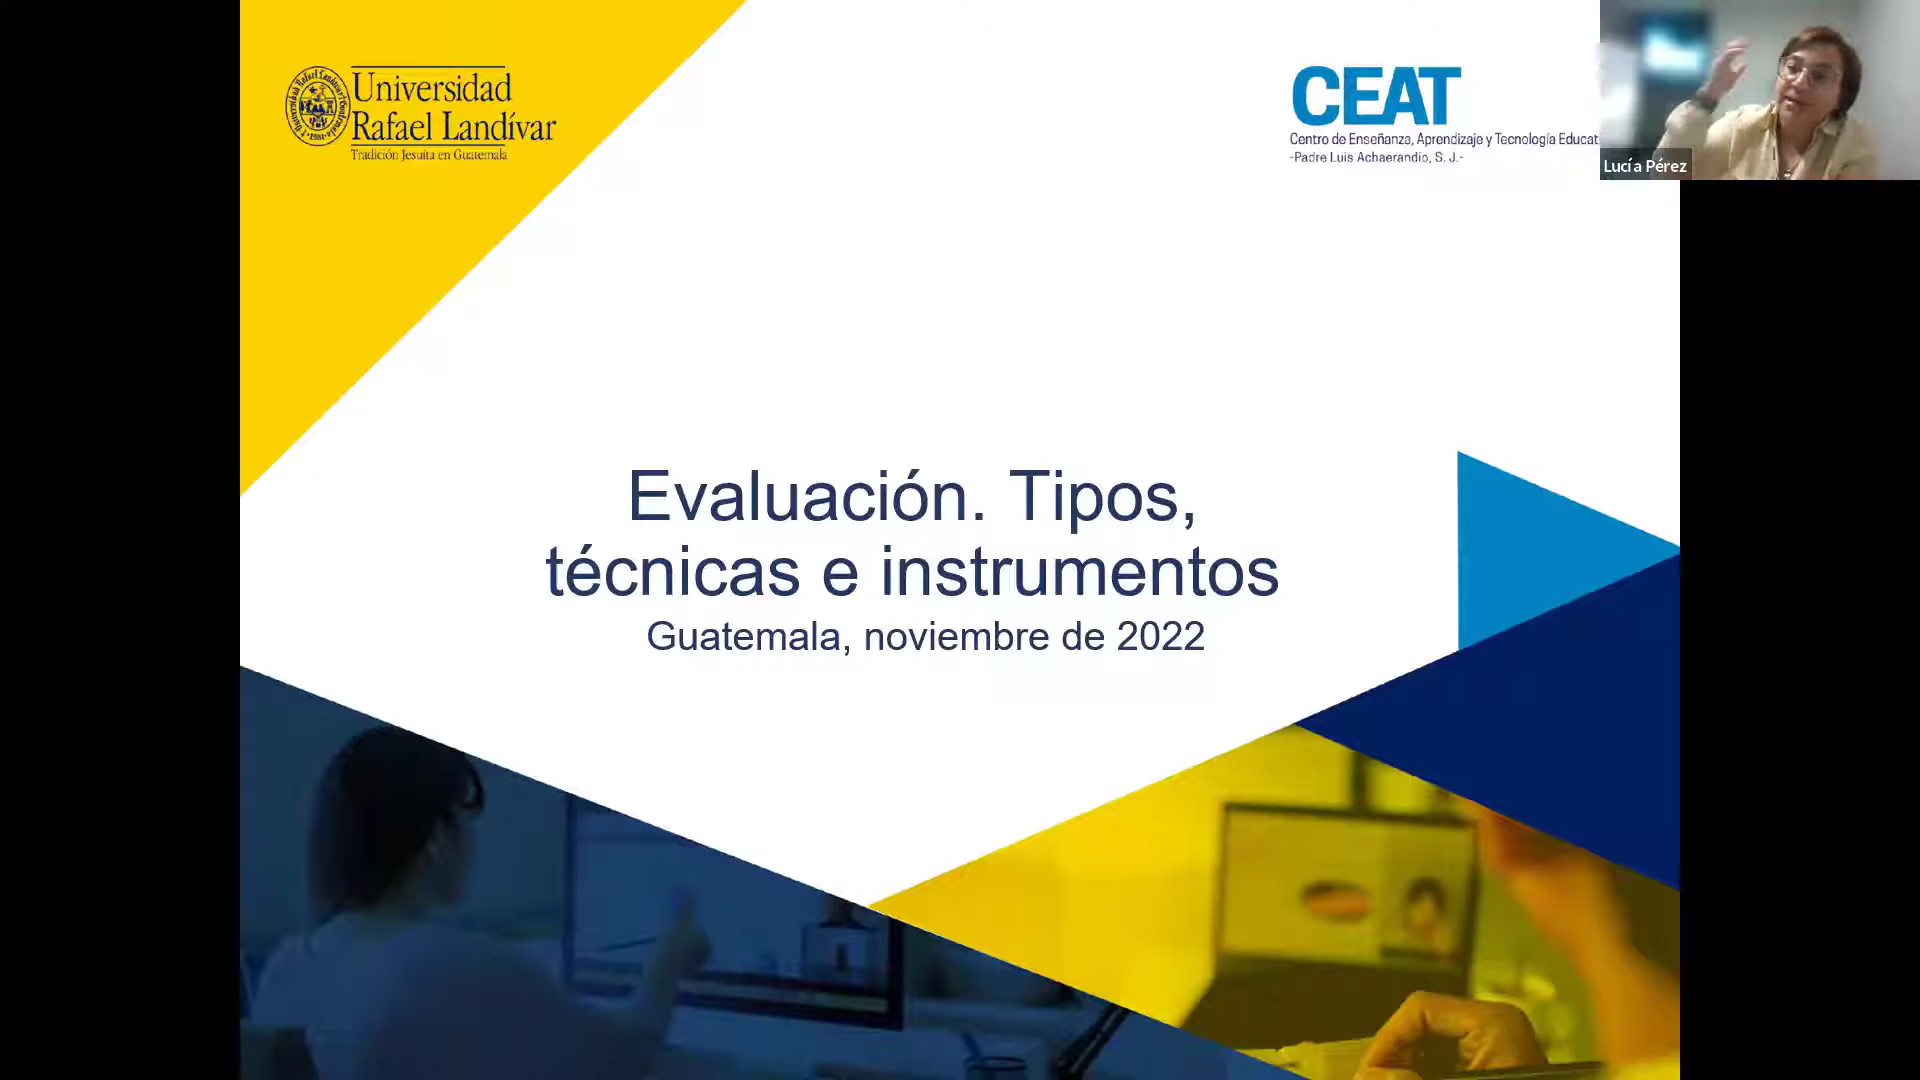 Universidad
Rafael Landívar
Tradición Jesuita en Guatemala
CEAT
Centro de Enseñanza, Aprendizaje y Tecnología Educat
-Padre Luis Achaerandio, S. J.-
Lucía Pérez
Evaluación. Tipos,
técnicas e instrumentos
Guatemala, noviembre de 2022